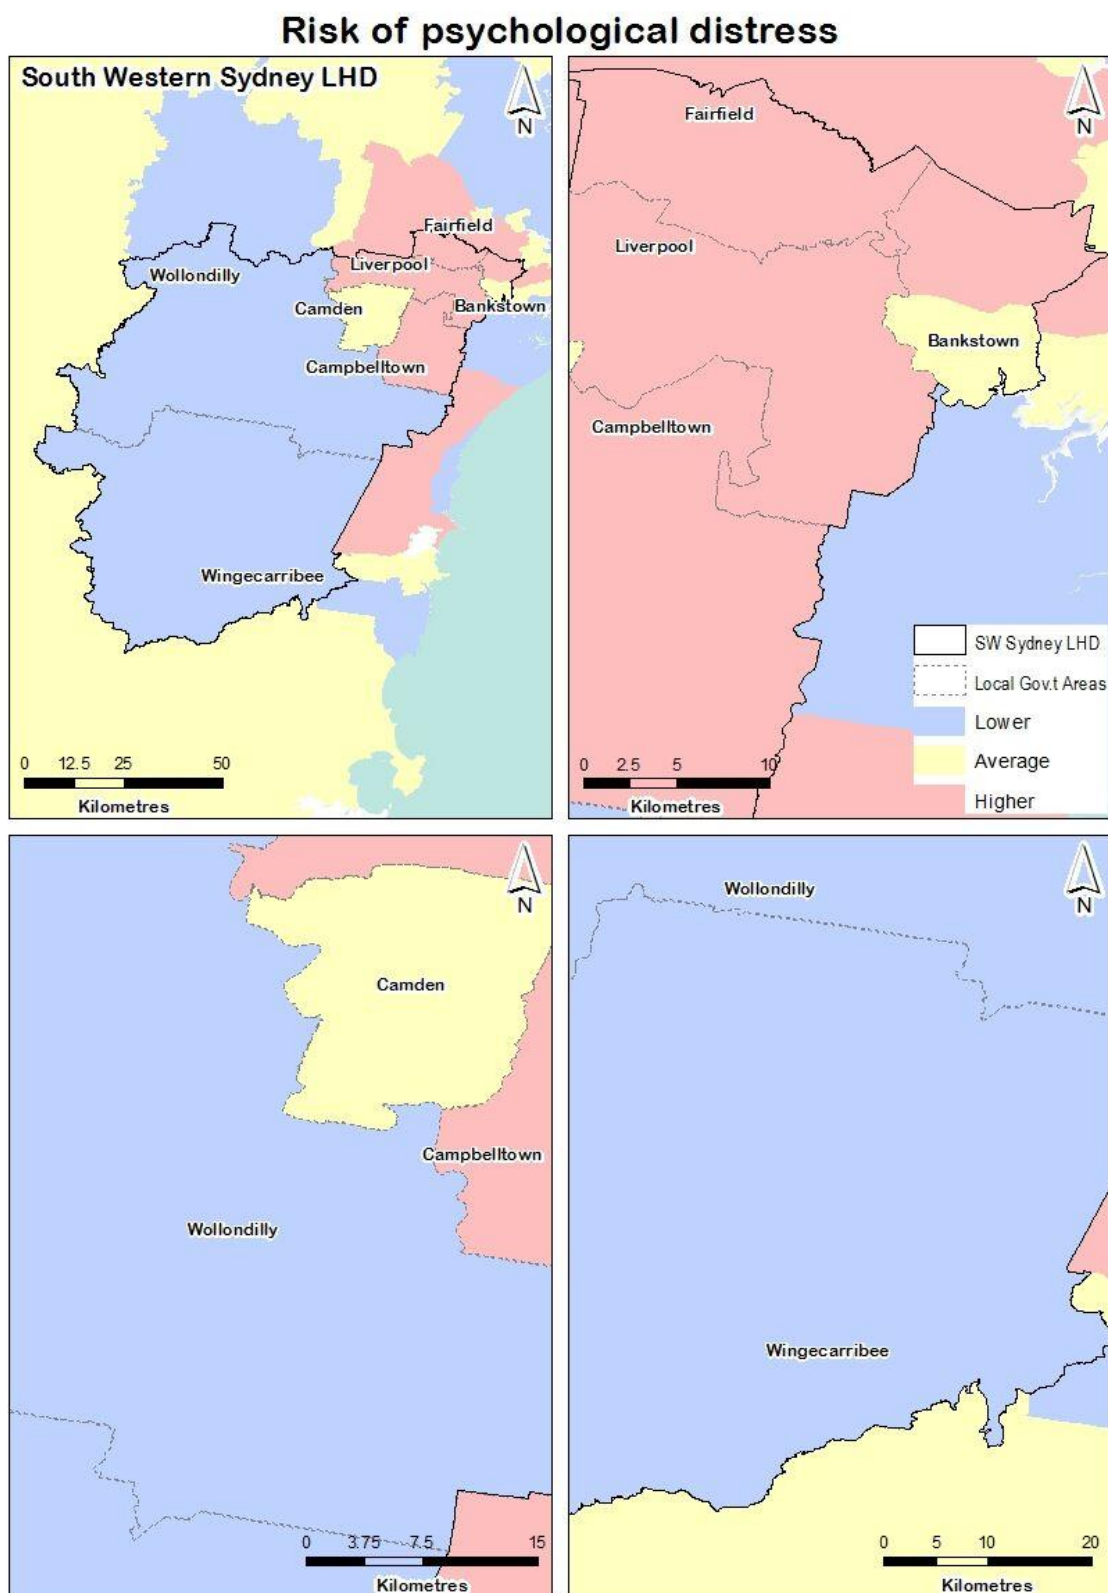 Risk of psychological distress
South Western Sydney LHD
N
Fairfield
Wollondilly
Liverpool
Camden
Bankstown
Campbelltown
Wingecarribee
0 12.5 25 50
Kilometres
N
Fairfield
Liverpool
Bankstown
Campbelltown
SW Sydney LHD
Local Gov.t Areas
Lower
Average
Higher
0 2.5 5 10
Kilometres
N
Camden
Campbelltown
Wollondilly
0 3.75 7.5 15
Kilometres
N
Wollondilly
Wingecarribee
0 5 10 20
Kilometres